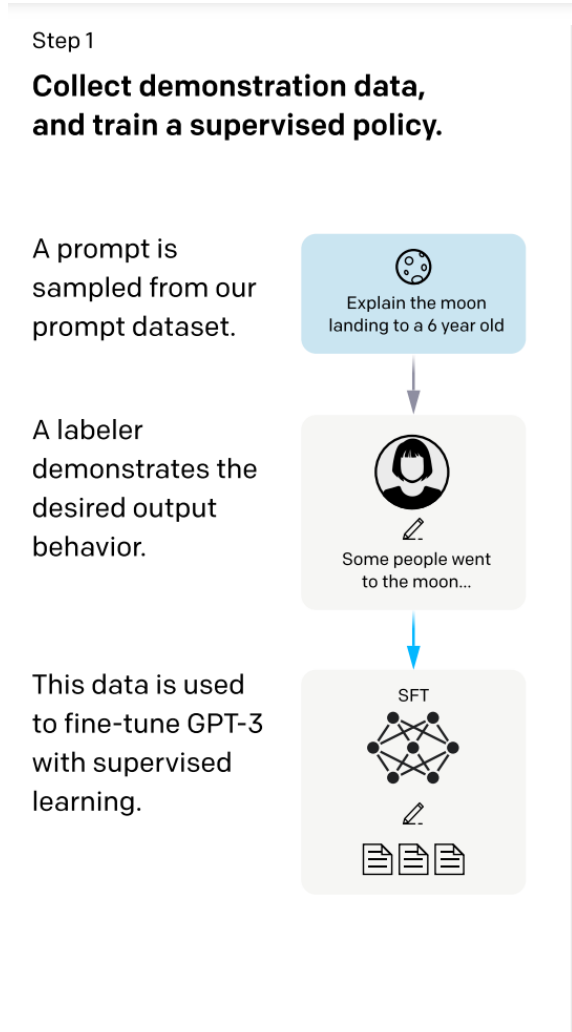 Step 1
Collect demonstration data,
and train a supervised policy.
A prompt is
sampled from our
prompt dataset.
Explain the moon
landing to a 6 year old
A labeler
demonstrates the
desired output
behavior.
Some people went
to the moon...
This data is used
to fine-tune GPT-3
with supervised
learning.
SFT